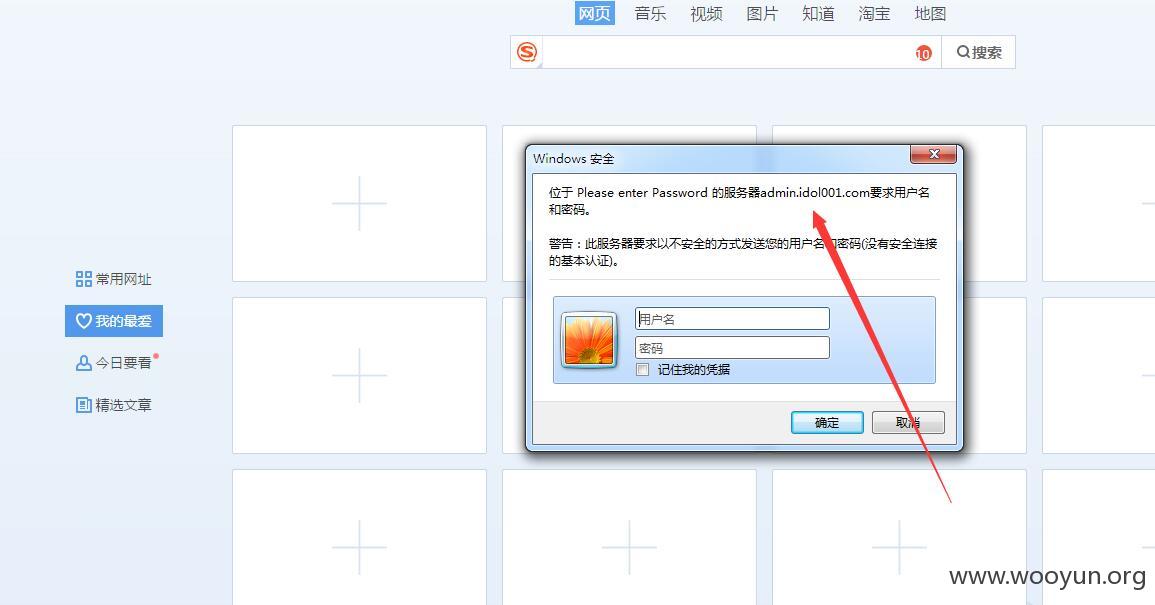 网页 音乐 视频 图片 知道 淘宝 地图
10 搜索
Windows 安全
位于 Please enter Password 的服务器admin.idol001.com要求用户名
和密码。
警告：此服务器要求以不安全的方式发送您的用户名和密码(没有安全连接
的基本认证)。
用户名
密码
记住我的凭据
确定 取消
常用网址
我的最爱
今日要看
精选文章
www.wooyun.org